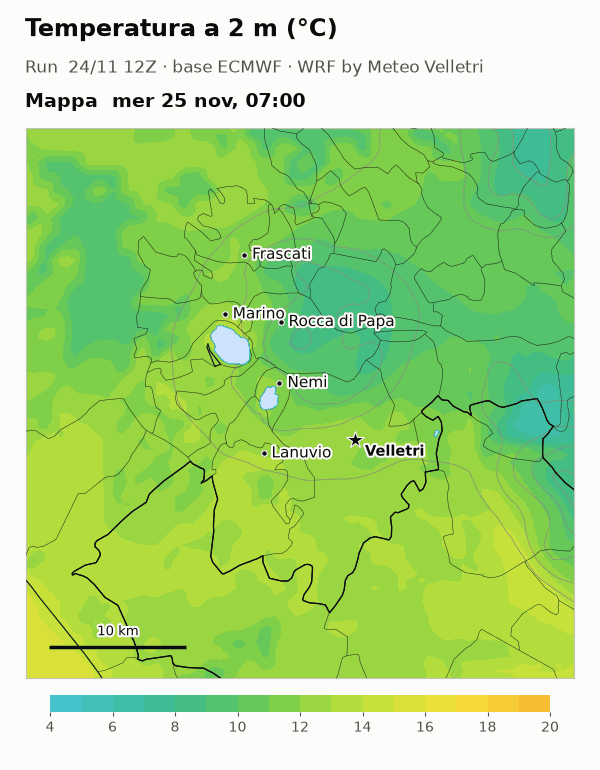 Temperatura a 2 m (°C)
Run  24/11 12Z · base ECMWF · WRF by Meteo Velletri
Mappa  mer 25 nov, 07:00
Frascati
Marino
Rocca di Papa
Nemi
Velletri
Lanuvio
10 km
4 6 8 10 12 14 16 18 20